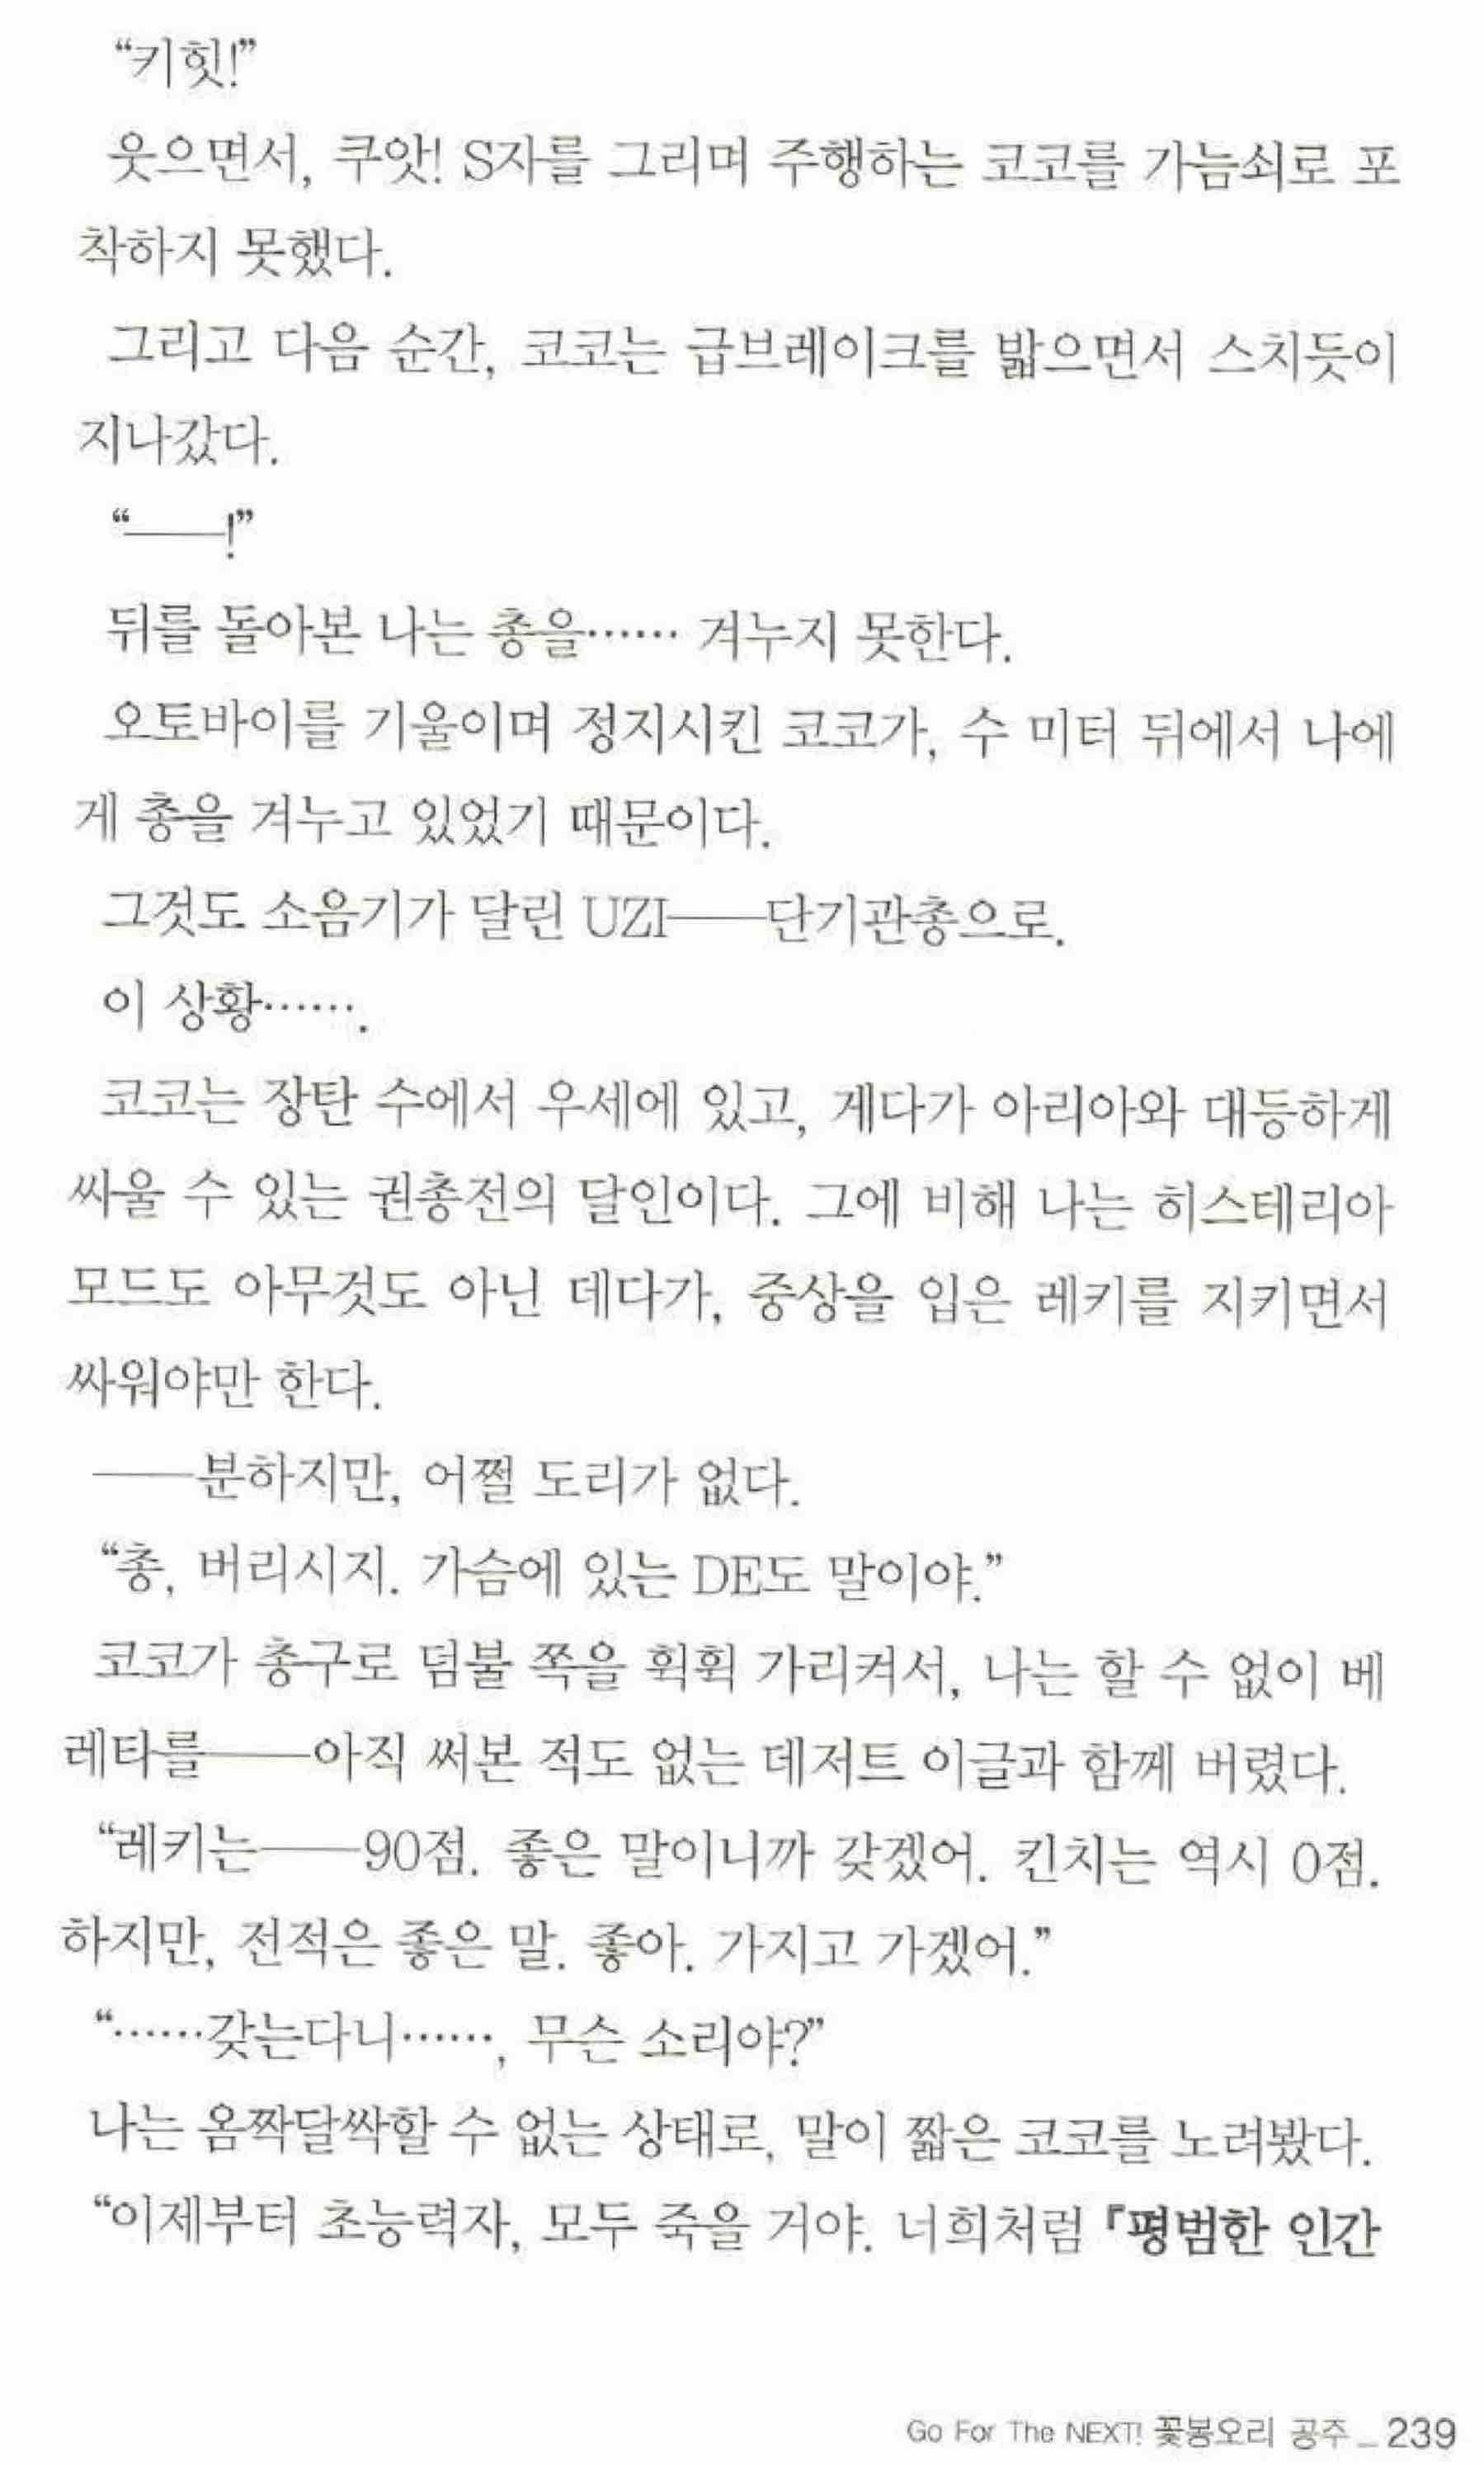 “키힛!”
웃으면서, 쿠앗! S자를 그리며 주행하는 코코를 가늠쇠로 포
착하지 못했다.
그리고 다음 순간, 코코는 급브레이크를 밟으면서 스치듯이
지나갔다.
“──!”
뒤를 돌아본 나는 총을…… 겨누지 못한다.
오토바이를 기울이며 정지시킨 코코가, 수 미터 뒤에서 나에
게 총을 겨누고 있었기 때문이다.
그것도 소음기가 달린 UZI──단기관총으로.
이 상황…….
코코는 장탄 수에서 우세에 있고, 게다가 아리아와 대등하게
싸울 수 있는 권총전의 달인이다. 그에 비해 나는 히스테리아
모드도 아무것도 아닌 데다가, 중상을 입은 레키를 지키면서
싸워야만 한다.
──분하지만, 어쩔 도리가 없다.
“총, 버리시지. 가슴에 있는 DE도 말이야.”
코코가 총구로 덤불 쪽을 휙휙 가리켜서, 나는 할 수 없이 베
레타를──아직 써본 적도 없는 데저트 이글과 함께 버렸다.
“레키는──90점. 좋은 말이니까 갖겠어. 킨치는 역시 0점.
하지만, 전적은 좋은 말. 좋아. 가지고 가겠어.”
“……갖는다니……, 무슨 소리야?”
나는 옴짝달싹할 수 없는 상태로, 말이 짧은 코코를 노려봤다.
“이제부터 초능력자, 모두 죽을 거야. 너희처럼 『평범한 인간
Go For The NEXT! 꽃봉오리 공주 _ 239